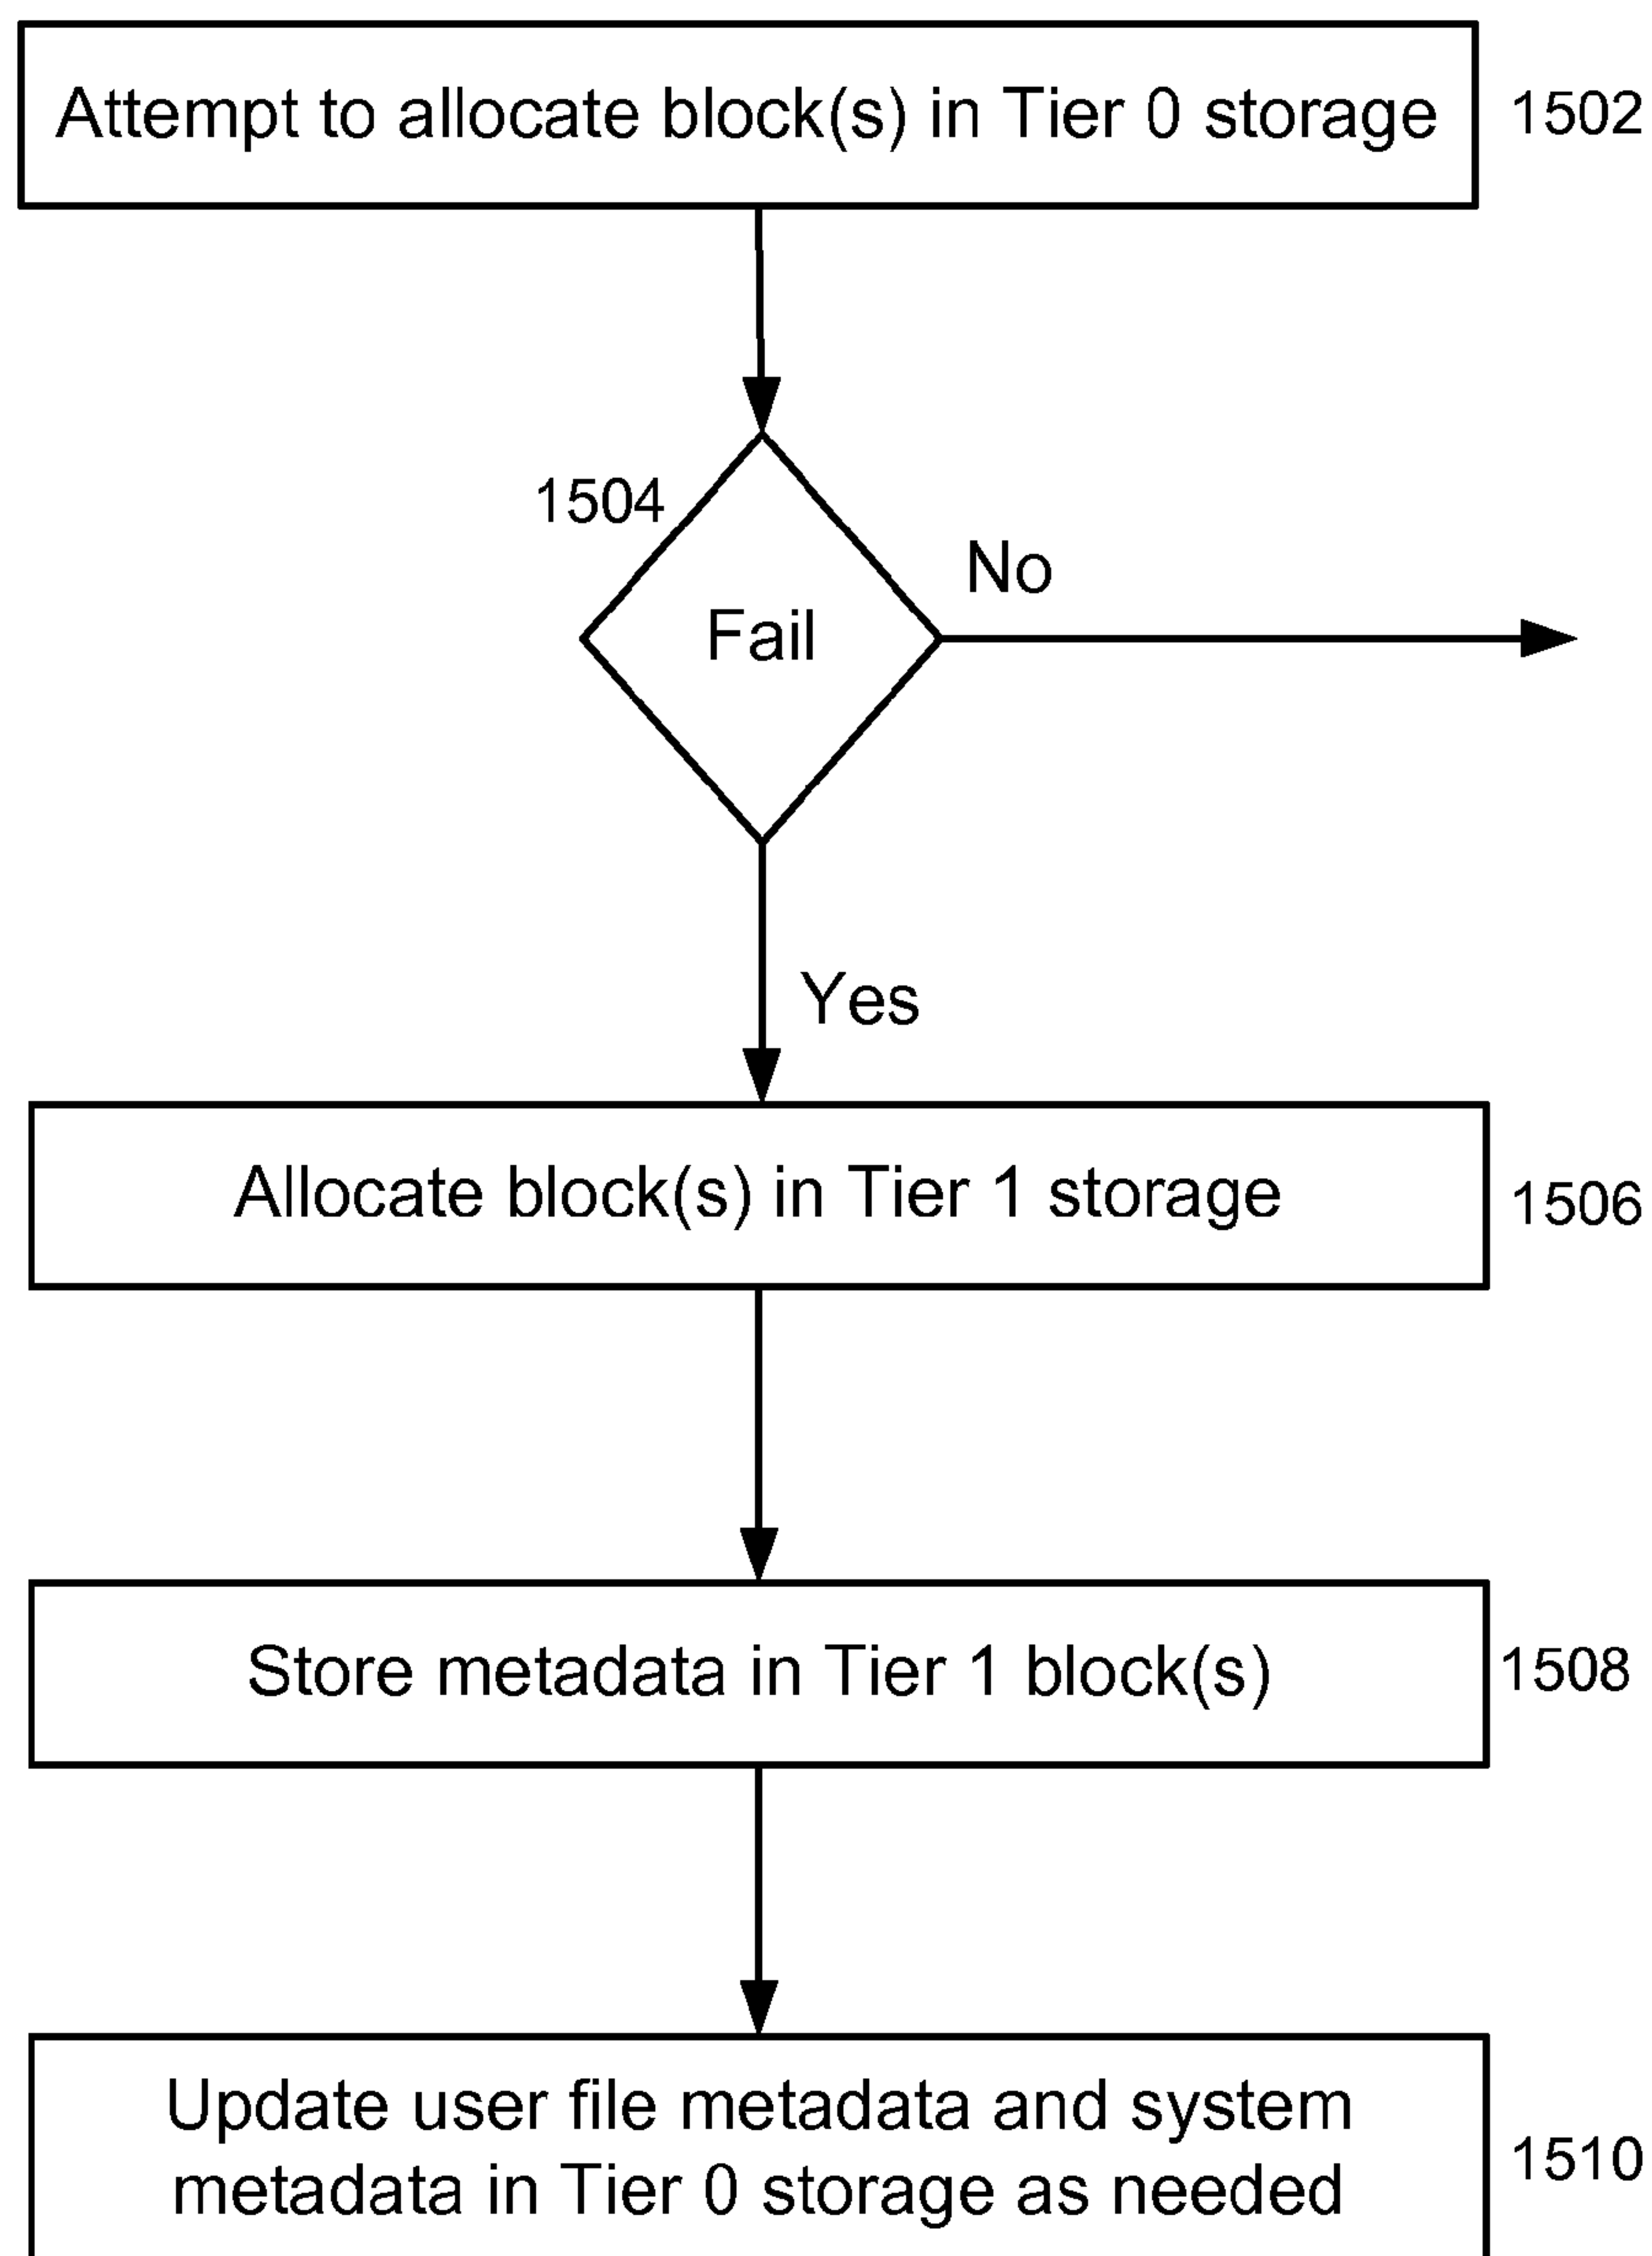 Attempt to allocate block(s) in Tier 0 storage
1502
1504
No
Fail
Yes
Allocate block(s) in Tier 1 storage
1506
Store metadata in Tier 1 block(s)
1508
Update user file metadata and system
metadata in Tier 0 storage as needed
1510